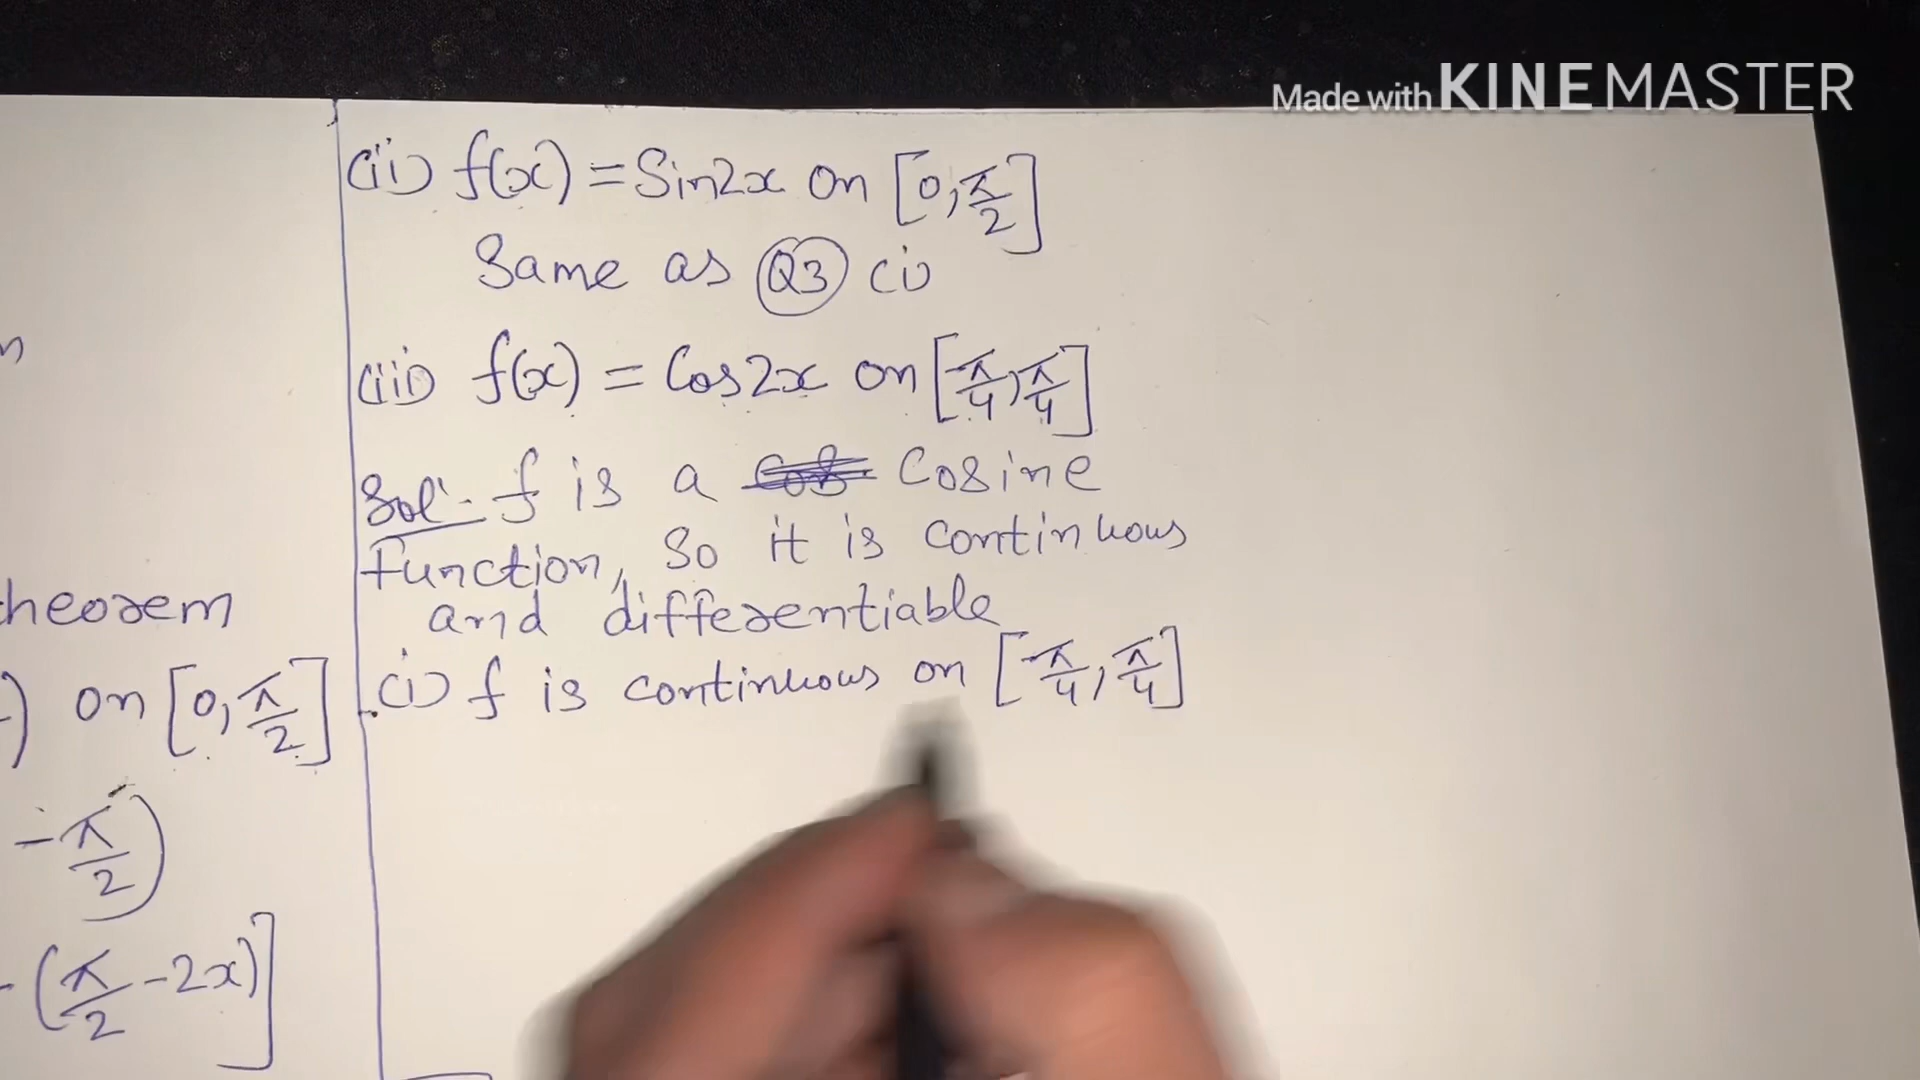 Made with KINEMASTER
n
theorem
-) on [0, π/2]
-π/2)
-(π/2 -2x)]
(ii) f(x) = Sin2x on [0, π/2]
Same as Q3 (i)
(iii) f(x) = Cos2x on [-π/4, π/4]
Sol:- f is a Cos Cosine
function, So it is continuous
and differentiable
(i) f is continuous on [-π/4, π/4]